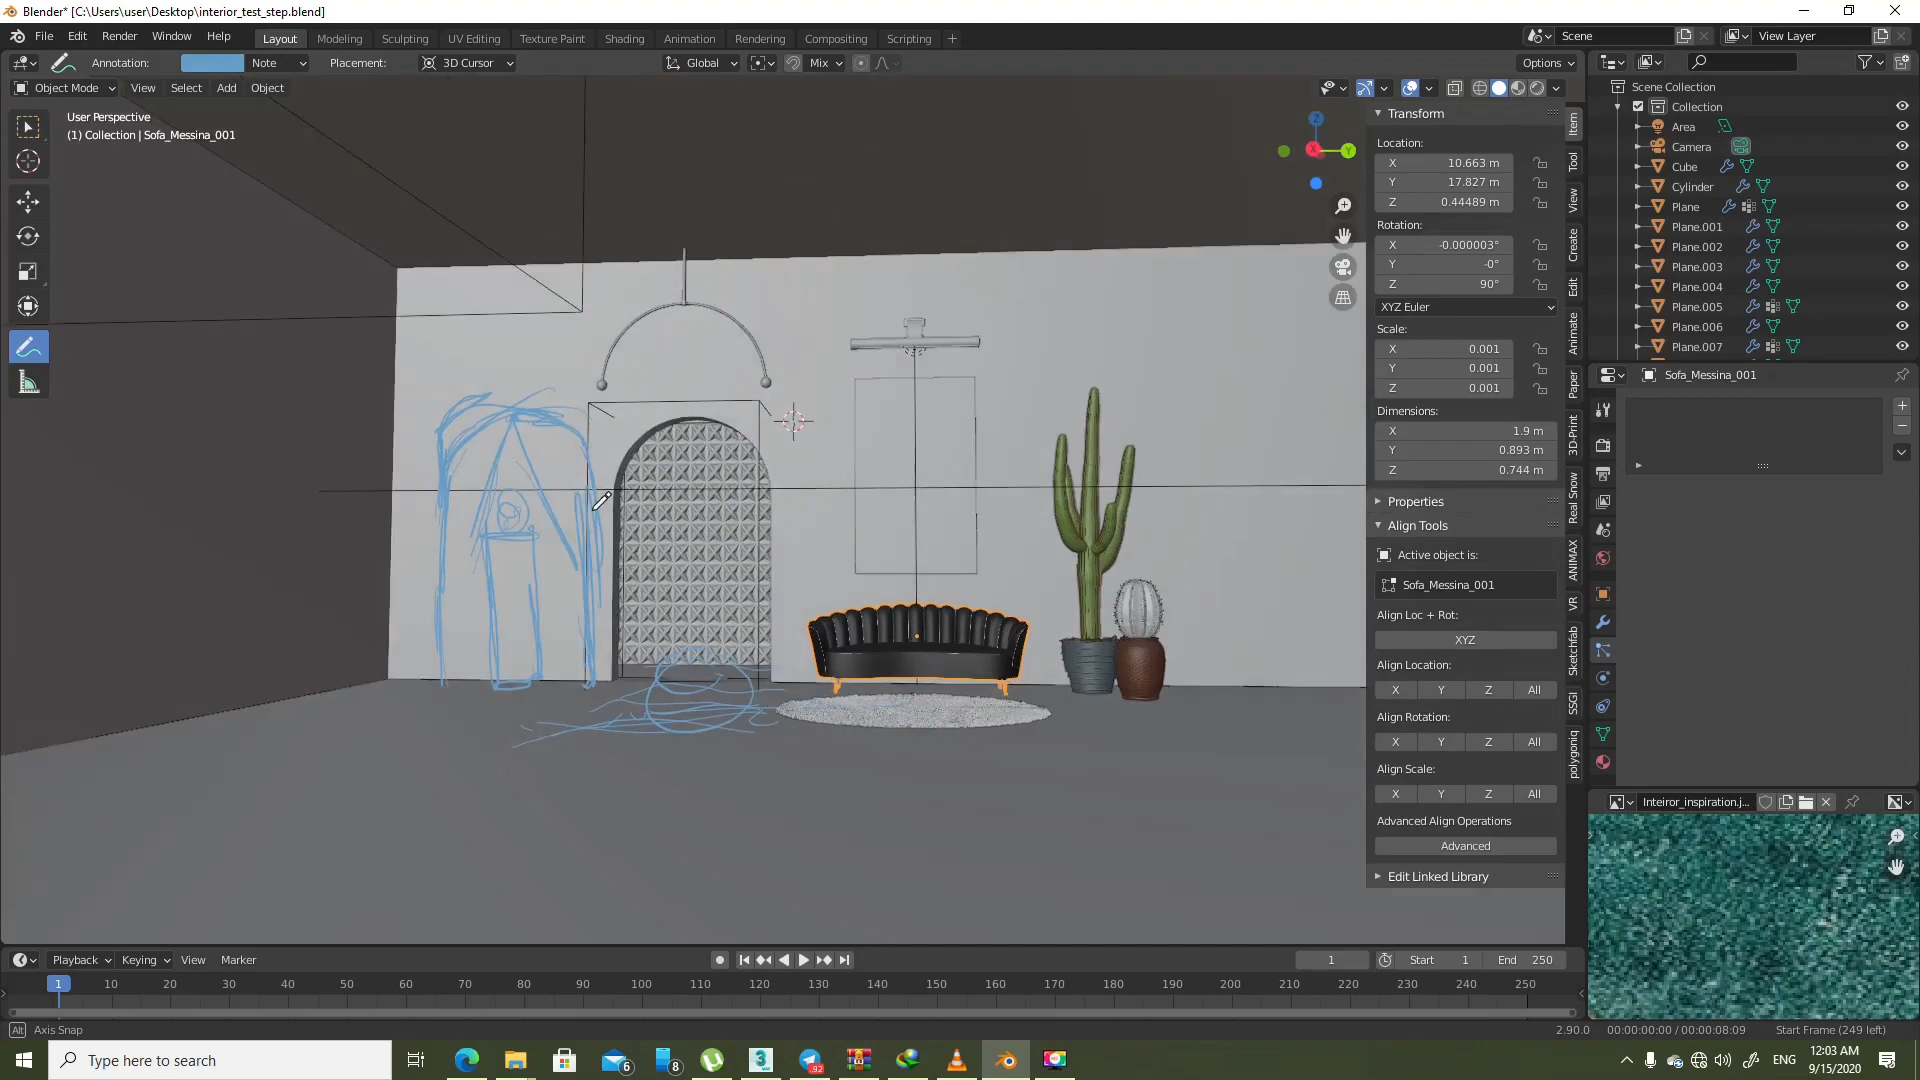 Blender* [C:\Users\user\Desktop\interior_test_step.blend]
File Edit Render Window Help Layout Modeling Sculpting UV Editing Texture Paint Shading Animation Rendering Compositing Scripting + Scene View Layer
Annotation: Note Placement: 3D Cursor Global Mix Options
Object Mode View Select Add Object
User Perspective
(1) Collection | Sofa_Messina_001
Z
Y
X
Transform
Location:
X 10.663 m
Y 17.827 m
Z 0.44489 m
Rotation:
X -0.000003°
Y -0°
Z 90°
XYZ Euler
Scale:
X 0.001
Y 0.001
Z 0.001
Dimensions:
X 1.9 m
Y 0.893 m
Z 0.744 m
Properties
Align Tools
Active object is:
Sofa_Messina_001
Align Loc + Rot:
XYZ
Align Location:
X Y Z All
Align Rotation:
X Y Z All
Align Scale:
X Y Z All
Advanced Align Operations
Advanced
Edit Linked Library
Item
Tool
View
Create
Edit
Animate
Paper
3D-Print
Real Snow
ANIMAX
VR
Sketchfab
SSGI
polygoniq
Scene Collection
Collection
Area
Camera
Cube
Cylinder
Plane
Plane.001
Plane.002
Plane.003
Plane.004
Plane.005
Plane.006
Plane.007
Sofa_Messina_001
Inteiror_inspiration.j...
Playback Keying View Marker 1 Start 1 End 250
1 10 20 30 40 50 60 70 80 90 100 110 120 130 140 150 160 170 180 190 200 210 220 230 240 250
Alt Axis Snap 2.90.0 00:00:00:00 / 00:00:08:09 Start Frame (249 left)
Type here to search 6 8 3 92 ENG 12:03 AM
9/15/2020